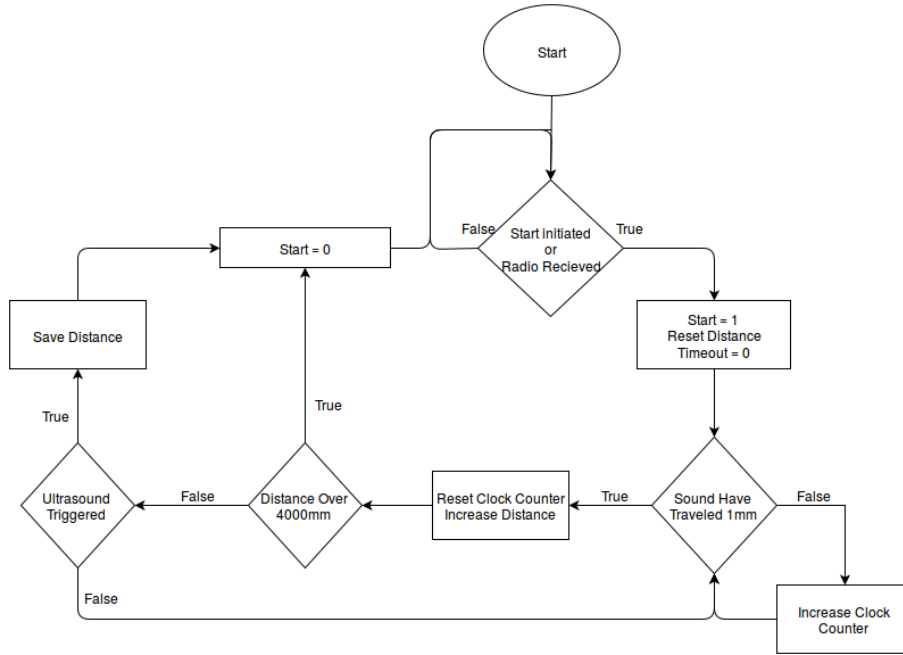 Start
False
Start initiated
or
Radio Recieved
True
Start = 0
Save Distance
Start = 1
Reset Distance
Timeout = 0
True
True
Ultrasound
Triggered
False
Distance Over
4000mm
Reset Clock Counter
Increase Distance
True
Sound Have
Traveled 1mm
False
False
Increase Clock
Counter